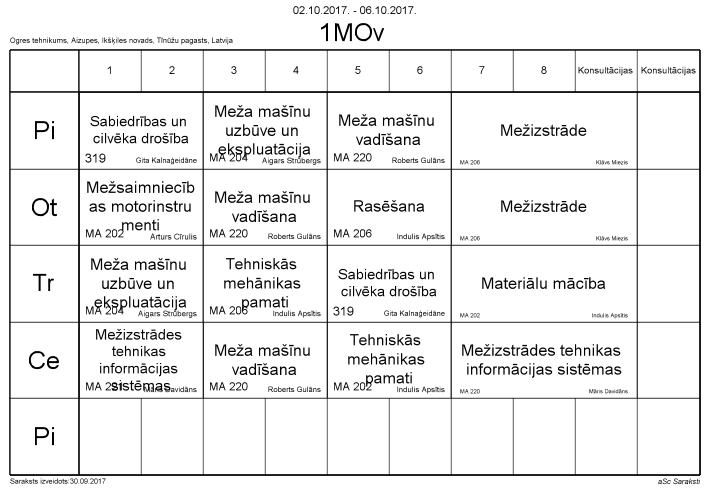 02.10.2017. - 06.10.2017.
1MOv
Ogres tehnikums, Aizupes, Ikšķiles novads, Tīnūžu pagasts, Latvija
1 2 3 4 5 6 7 8 Konsultācijas Konsultācijas
Pi
Sabiedrības un
cilvēka drošība
319 Gita Kalnaģeidāne
Meža mašīnu
uzbūve un
ekspluatācija
MA 204 Aigars Strūbergs
Meža mašīnu
vadīšana
MA 220 Roberts Gulāns
Mežizstrāde
MA 206 Klāvs Miezis
Ot
Mežsaimniecīb
as motorinstru
menti
MA 202 Arturs Cīrulis
Meža mašīnu
vadīšana
MA 220 Roberts Gulāns
Rasēšana
MA 206 Indulis Apsītis
Mežizstrāde
MA 206 Klāvs Miezis
Tr
Meža mašīnu
uzbūve un
ekspluatācija
MA 204 Aigars Strūbergs
Tehniskās
mehānikas
pamati
MA 206 Indulis Apsītis
Sabiedrības un
cilvēka drošība
319 Gita Kalnaģeidāne
Materiālu mācība
MA 202 Indulis Apsītis
Ce
Mežizstrādes
tehnikas
informācijas
sistēmas
MA 221 Māris Davidāns
Meža mašīnu
vadīšana
MA 220 Roberts Gulāns
Tehniskās
mehānikas
pamati
MA 202 Indulis Apsītis
Mežizstrādes tehnikas
informācijas sistēmas
MA 220 Māris Davidāns
Pi
Saraksts izveidots:30.09.2017
aSc Saraksti